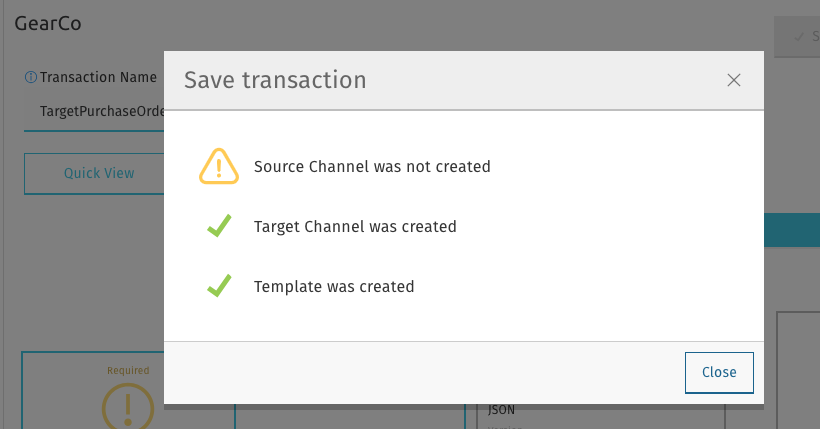 GearCo
Transaction Name
TargetPurchaseOrde
Quick View
Save transaction
Source Channel was not created
Target Channel was created
Template was created
Close
Required
JSON